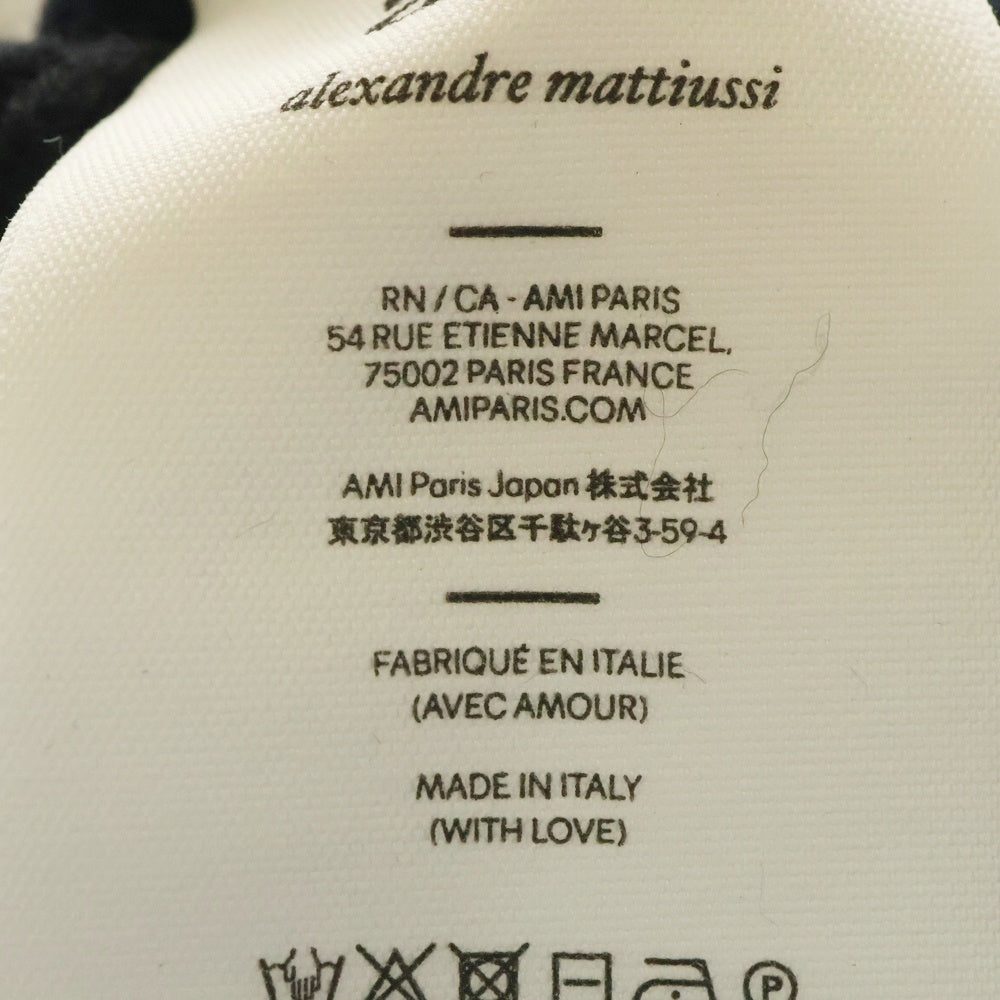 alexandre mattiussi
RN / CA - AMI PARIS
54 RUE ETIENNE MARCEL,
75002 PARIS FRANCE
AMIPARIS.COM
AMI Paris Japan 株式会社
東京都渋谷区千駄ヶ谷3-59-4
FABRIQUÉ EN ITALIE
(AVEC AMOUR)
MADE IN ITALY
(WITH LOVE)
P